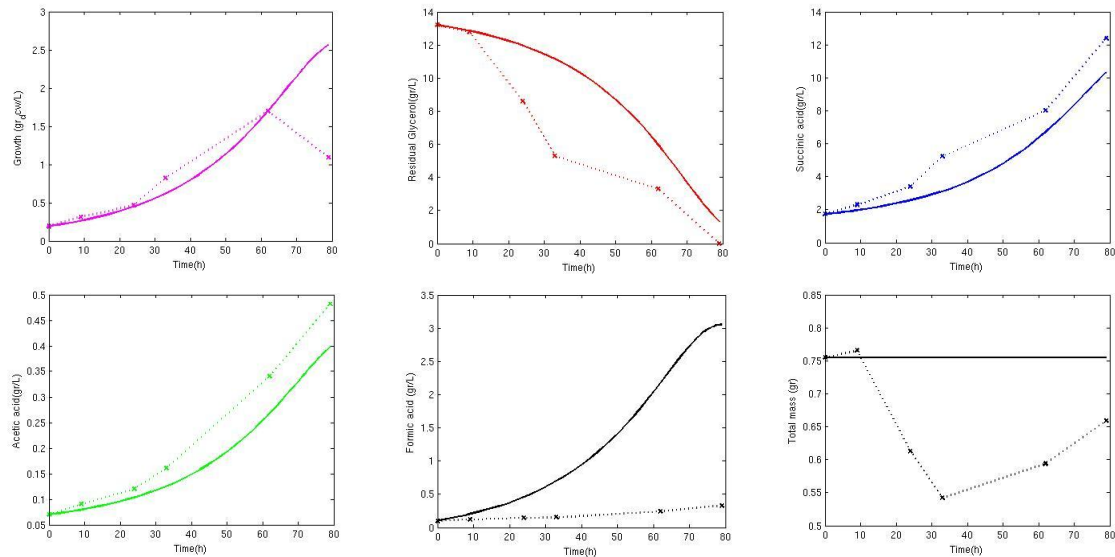 3
2.5
2
1.5
1
0.5
0
Growth (gr_dcw/L)
0 10 20 30 40 50 60 70 80
Time(h)
14
12
10
8
6
4
2
0
Residual Glycerol(gr/L)
0 10 20 30 40 50 60 70 80
Time(h)
14
12
10
8
6
4
2
0
Succinic acid(gr/L)
0 10 20 30 40 50 60 70 80
Time(h)
0.5
0.45
0.4
0.35
0.3
0.25
0.2
0.15
0.1
0.05
Acetic acid(gr/L)
0 10 20 30 40 50 60 70 80
Time(h)
3.5
3
2.5
2
1.5
1
0.5
0
Formic acid (gr/L)
0 10 20 30 40 50 60 70 80
Time(h)
0.85
0.8
0.75
0.7
0.65
0.6
0.55
0.5
Total mass (gr)
0 10 20 30 40 50 60 70 80
Time(h)